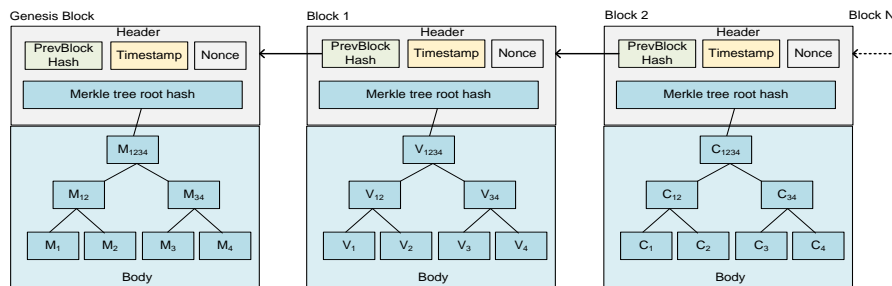 Genesis Block
Header
PrevBlock
Hash
Timestamp
Nonce
Merkle tree root hash
M1234
M12
M34
M1
M2
M3
M4
Body
Block 1
Header
PrevBlock
Hash
Timestamp
Nonce
Merkle tree root hash
V1234
V12
V34
V1
V2
V3
V4
Body
Block 2
Header
PrevBlock
Hash
Timestamp
Nonce
Merkle tree root hash
C1234
C12
C34
C1
C2
C3
C4
Body
Block N